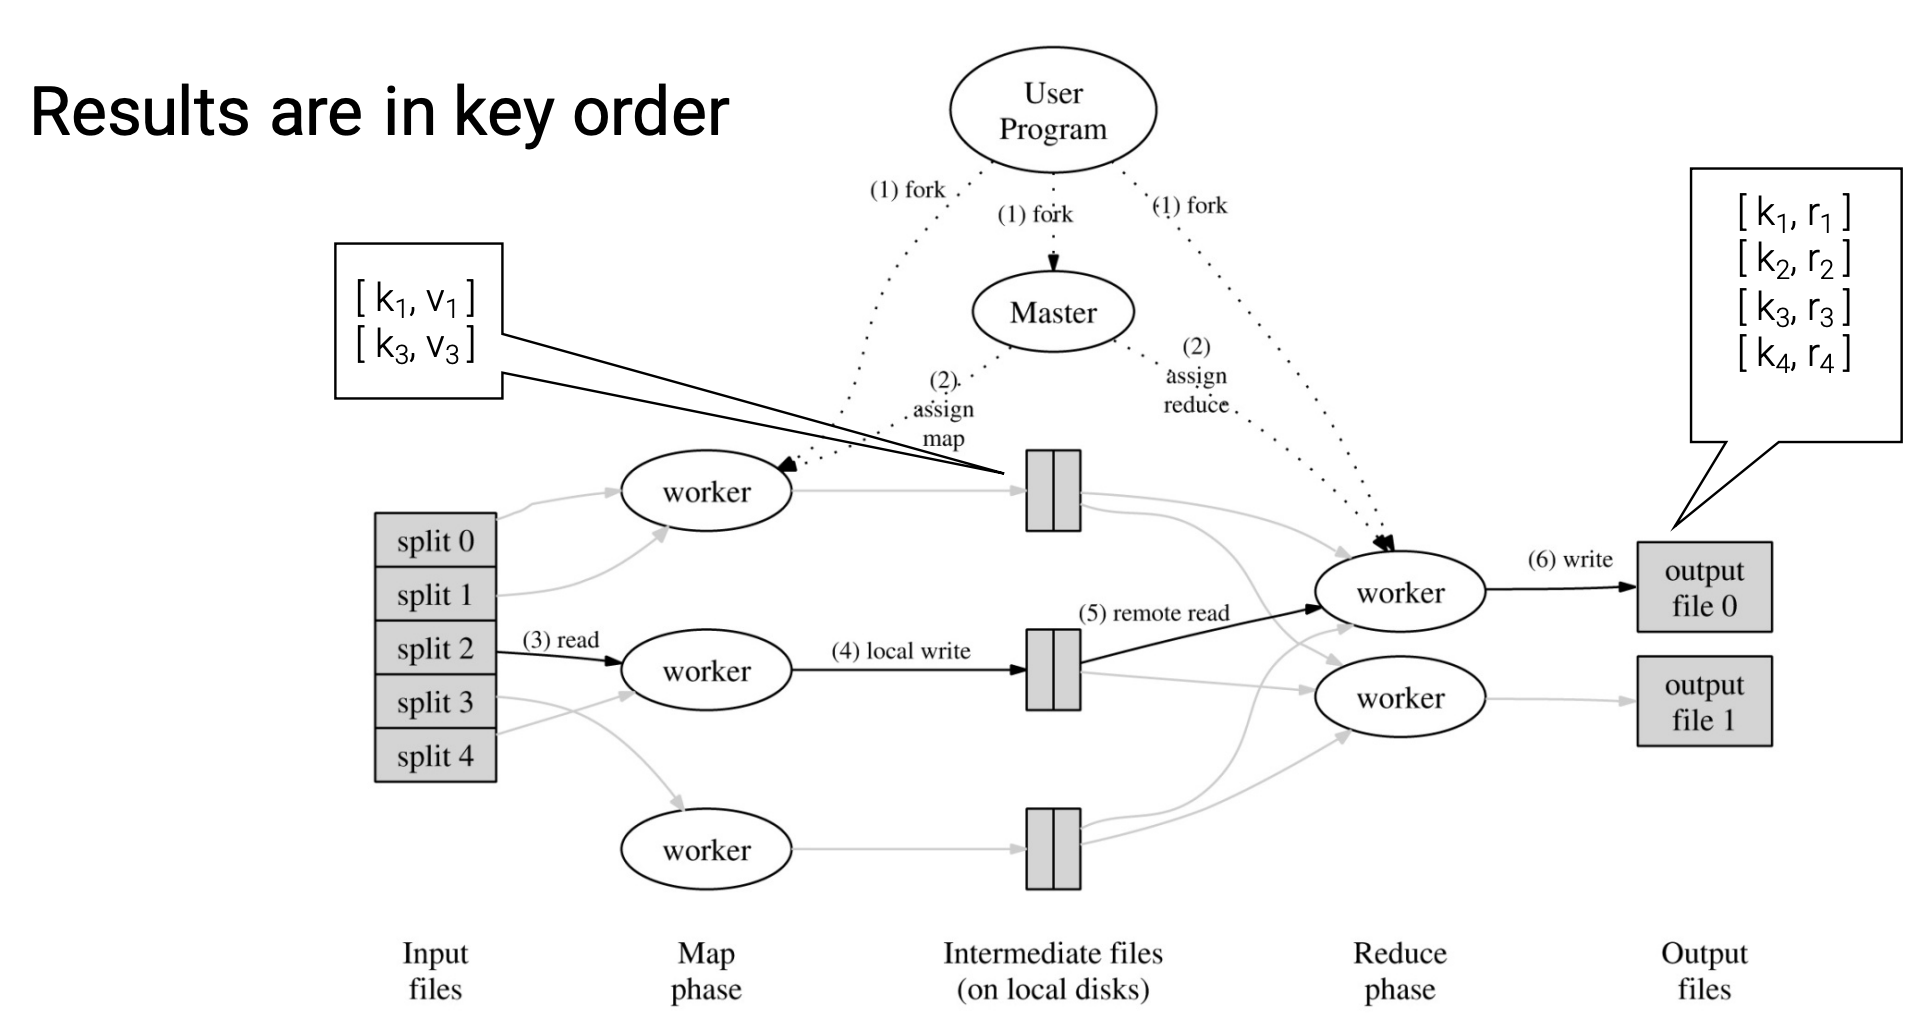 Results are in key order
User
Program
(1) fork
(1) fork
(1) fork
[ k₁, v₁ ]
[ k₃, v₃ ]
[ k₁, r₁ ]
[ k₂, r₂ ]
[ k₃, r₃ ]
[ k₄, r₄ ]
Master
(2)
assign
map
(2)
assign
reduce
split 0
split 1
split 2
split 3
split 4
(3) read
worker
worker
worker
(4) local write
(5) remote read
worker
worker
(6) write
output
file 0
output
file 1
Input
files
Map
phase
Intermediate files
(on local disks)
Reduce
phase
Output
files